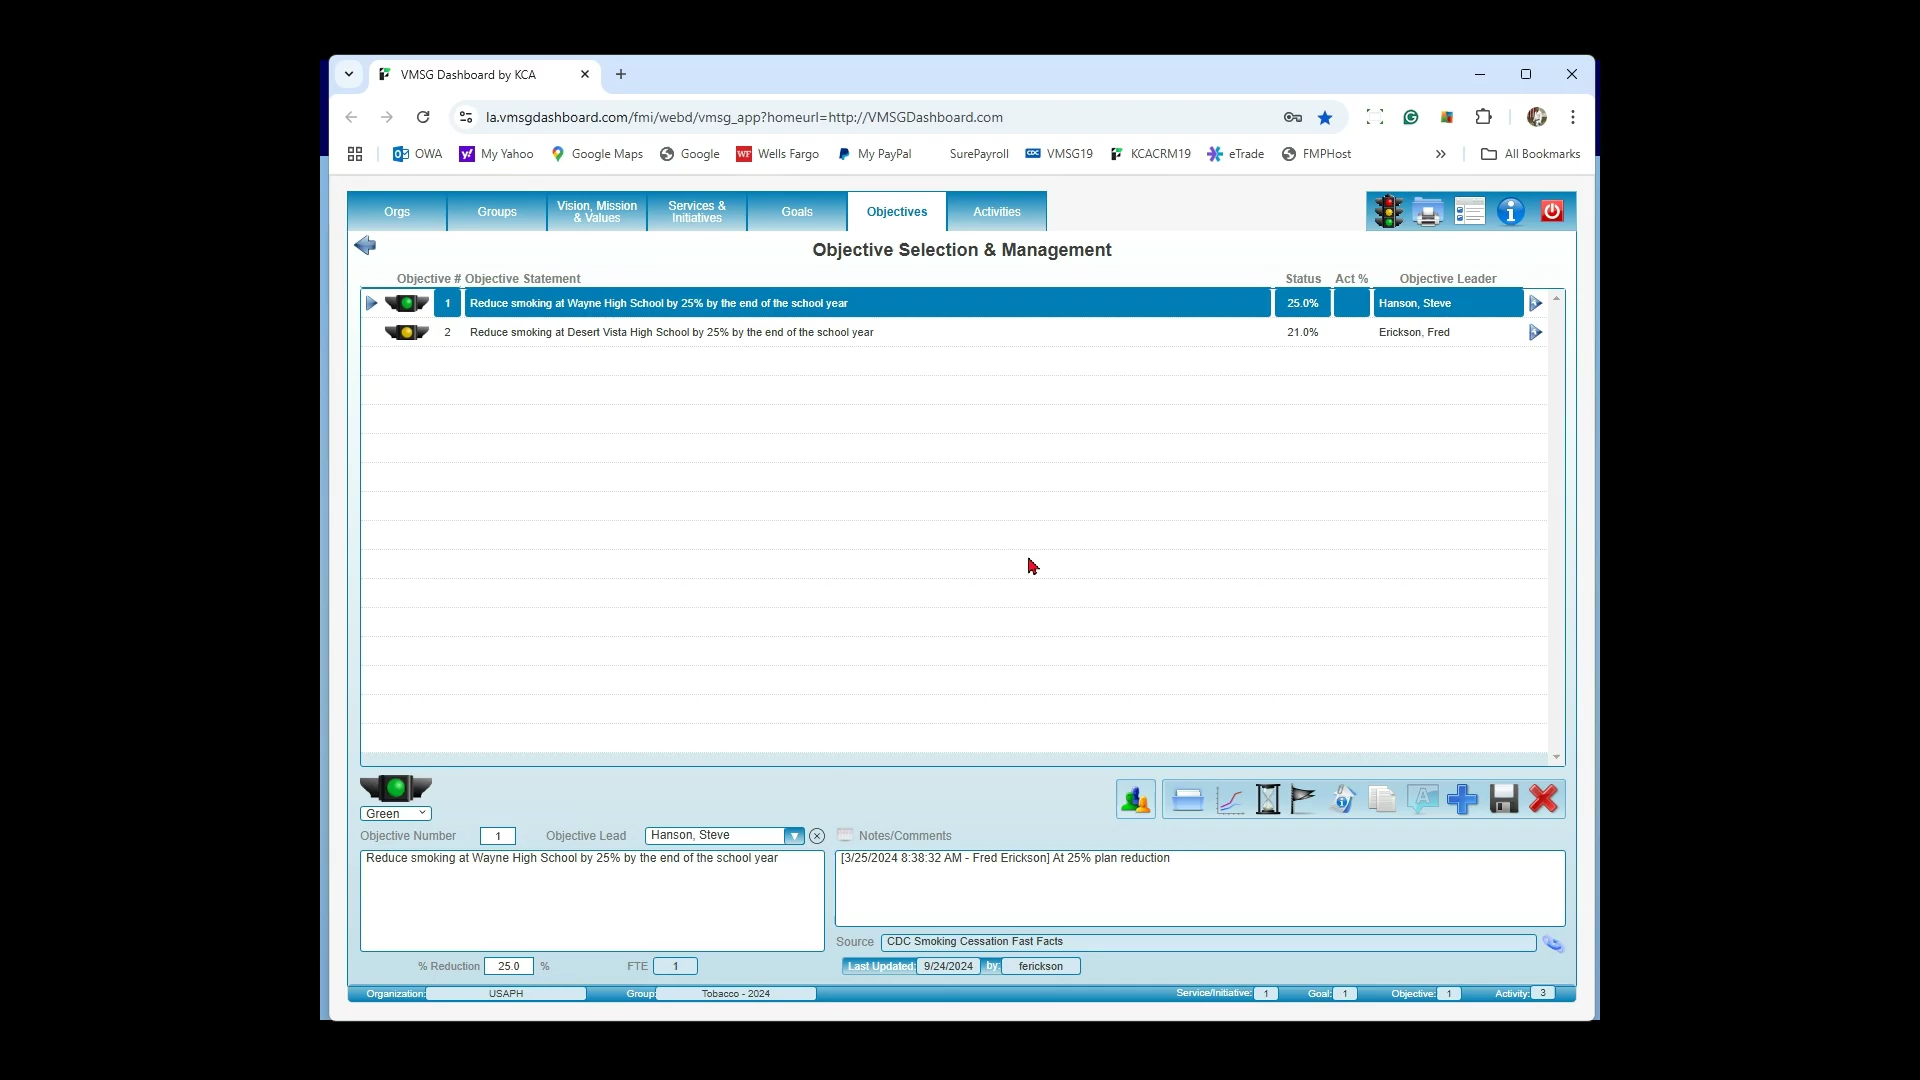 VMSG Dashboard by KCA
la.vmsgdashboard.com/fmi/webd/vmsg_app?homeurl=http://VMSGDashboard.com
OWA My Yahoo Google Maps Google WF Wells Fargo My PayPal SurePayroll CDC VMSG19 KCACRM19 eTrade FMPHost » All Bookmarks
Orgs Groups Vision, Mission & Values Services & Initiatives Goals Objectives Activities
Objective Selection & Management
Objective # Objective Statement Status Act % Objective Leader
1 Reduce smoking at Wayne High School by 25% by the end of the school year 25.0% Hanson, Steve
2 Reduce smoking at Desert Vista High School by 25% by the end of the school year 21.0% Erickson, Fred
Green
Objective Number 1 Objective Lead Hanson, Steve Notes/Comments
Reduce smoking at Wayne High School by 25% by the end of the school year
[3/25/2024 8:38:32 AM - Fred Erickson] At 25% plan reduction
Source CDC Smoking Cessation Fast Facts
% Reduction 25.0 % FTE 1 Last Updated: 9/24/2024 by: ferickson
Organization: USAPH Group: Tobacco - 2024 Service/Initiative: 1 Goal: 1 Objective: 1 Activity: 3